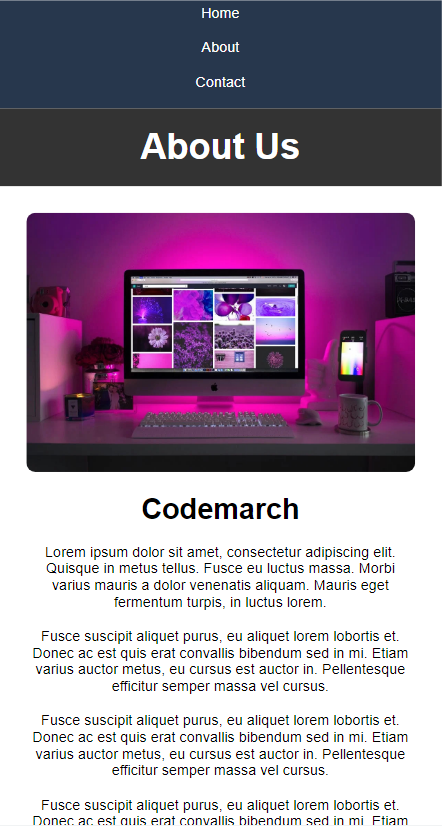 Home
About
Contact
About Us
Codemarch
Lorem ipsum dolor sit amet, consectetur adipiscing elit.
Quisque in metus tellus. Fusce eu luctus massa. Morbi
varius mauris a dolor venenatis aliquam. Mauris eget
fermentum turpis, in luctus lorem.
Fusce suscipit aliquet purus, eu aliquet lorem lobortis et.
Donec ac est quis erat convallis bibendum sed in mi. Etiam
varius auctor metus, eu cursus est auctor in. Pellentesque
efficitur semper massa vel cursus.
Fusce suscipit aliquet purus, eu aliquet lorem lobortis et.
Donec ac est quis erat convallis bibendum sed in mi. Etiam
varius auctor metus, eu cursus est auctor in. Pellentesque
efficitur semper massa vel cursus.
Fusce suscipit aliquet purus, eu aliquet lorem lobortis et.
Donec ac est quis erat convallis bibendum sed in mi. Etiam